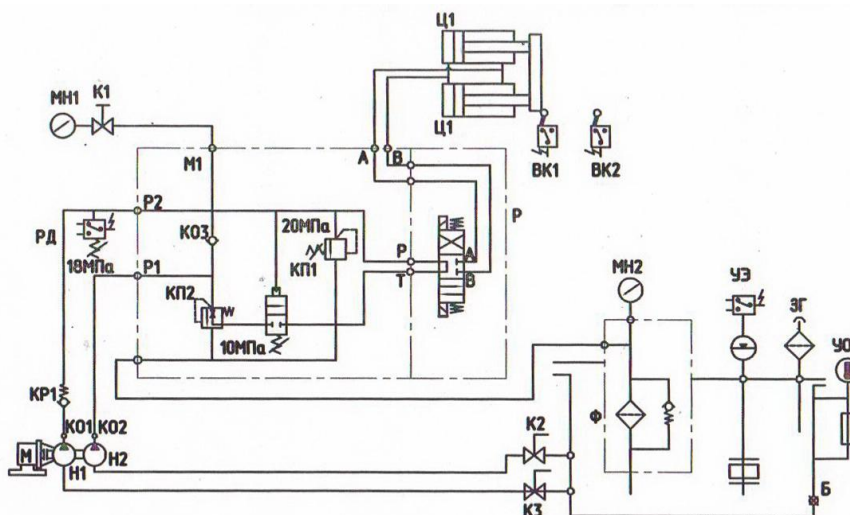 Ц1
МН1
К1
Ц1
М1
А
В
ВК1
ВК2
Р2
20МПа
Р
РД
КО3
18МПа
КП1
Р
А
МН2
УЭ
Р1
Т
В
ЗГ
КП2
10МПа
УО
КР1
КО1
КО2
К2
Ф
М
Н1
Н2
К3
Б